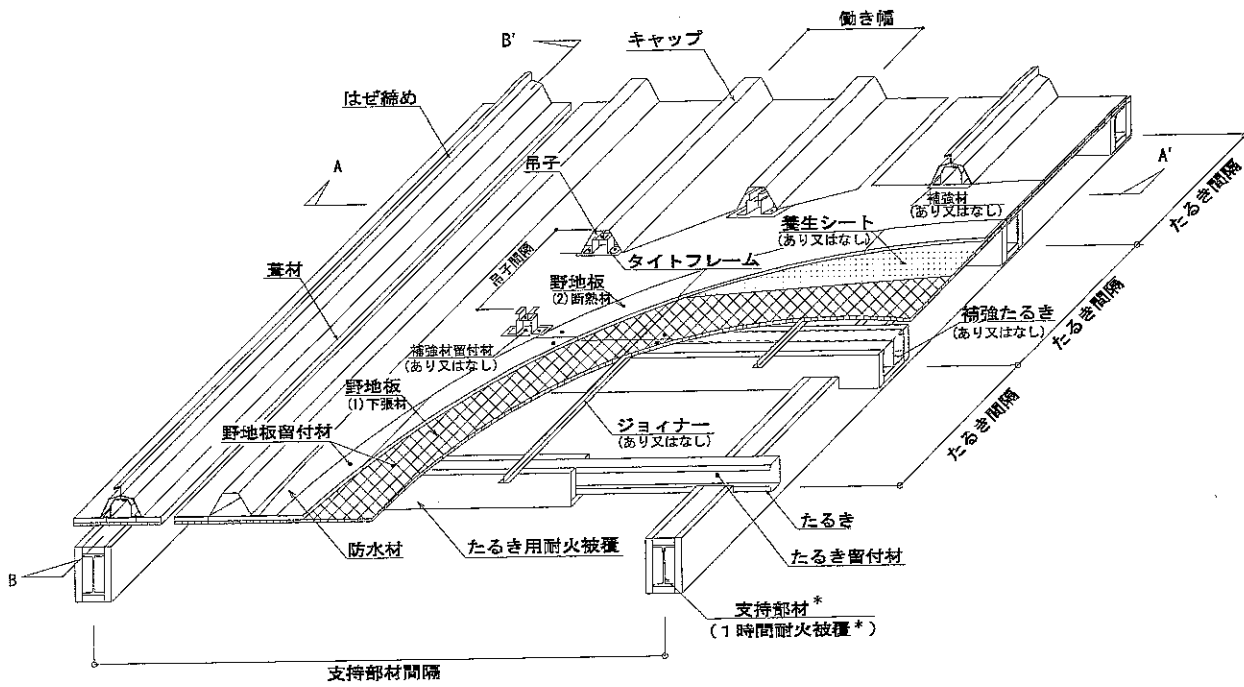 働き幅
B'
キャップ
はぜ締め
A
吊子
A'
補強材
(あり又はなし)
養生シート
(あり又はなし)
たるき間隔
タイトフレーム
吊子間隔
葺材
野地板
(2)断熱材
補強たるき
(あり又はなし)
たるき間隔
補強材留付材
(あり又はなし)
野地板
(1)下張材
ジョイナー
(あり又はなし)
たるき間隔
野地板留付材
たるき
防水材
たるき用耐火被覆
たるき留付材
B
支持部材*
(1時間耐火被覆*)
支持部材間隔